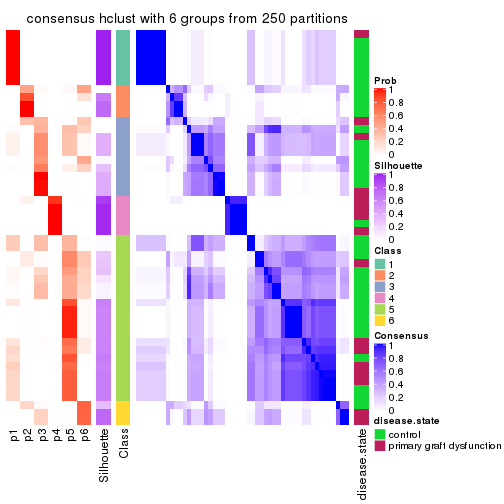 consensus hclust with 6 groups from 250 partitions
Prob
1
0.8
0.6
0.4
0.2
0
Silhouette
1
0.8
0.6
0.4
0.2
0
Class
1
2
3
4
5
6
Consensus
1
0.8
0.6
0.4
0.2
0
disease.state
control
primary graft dysfunction
p1
p2
p3
p4
p5
p6
Silhouette
Class
disease.state